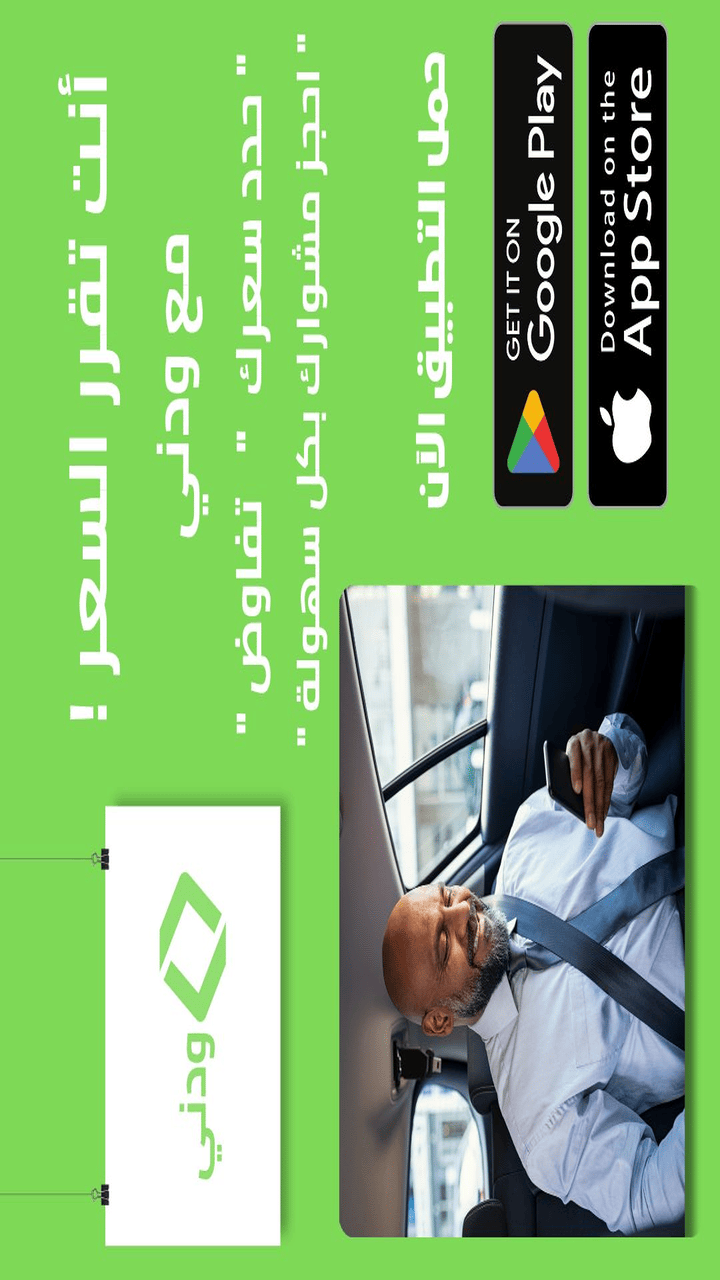 أنت تقرر السعر !
مع ودني
" حدد سعرك " تفاوض "
" احجز مشوارك بكل سهولة "
حمل التطبيق الآن
GET IT ON
Google Play
Download on the
App Store
ودني